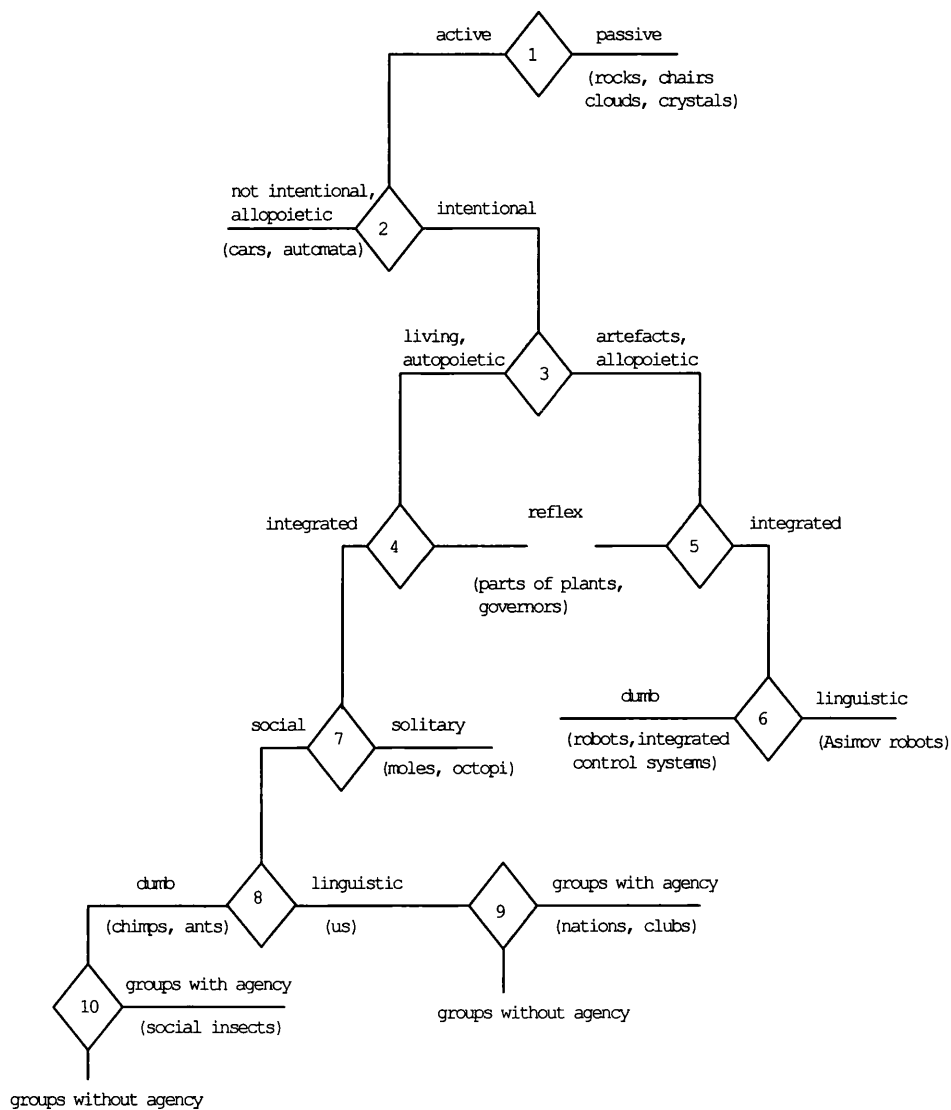 active
1
passive
(rocks, chairs
clouds, crystals)
not intentional,
allopoietic
2
intentional
(cars, automata)
living,
autopoietic
3
artefacts,
allopoietic
integrated
4
reflex
5
integrated
(parts of plants,
governors)
social
7
solitary
(moles, octopi)
dumb
6
linguistic
(robots,integrated
control systems)
(Asimov robots)
dumb
8
linguistic
9
groups with agency
(chimps, ants)
(us)
(nations, clubs)
10
groups with agency
(social insects)
groups without agency
groups without agency